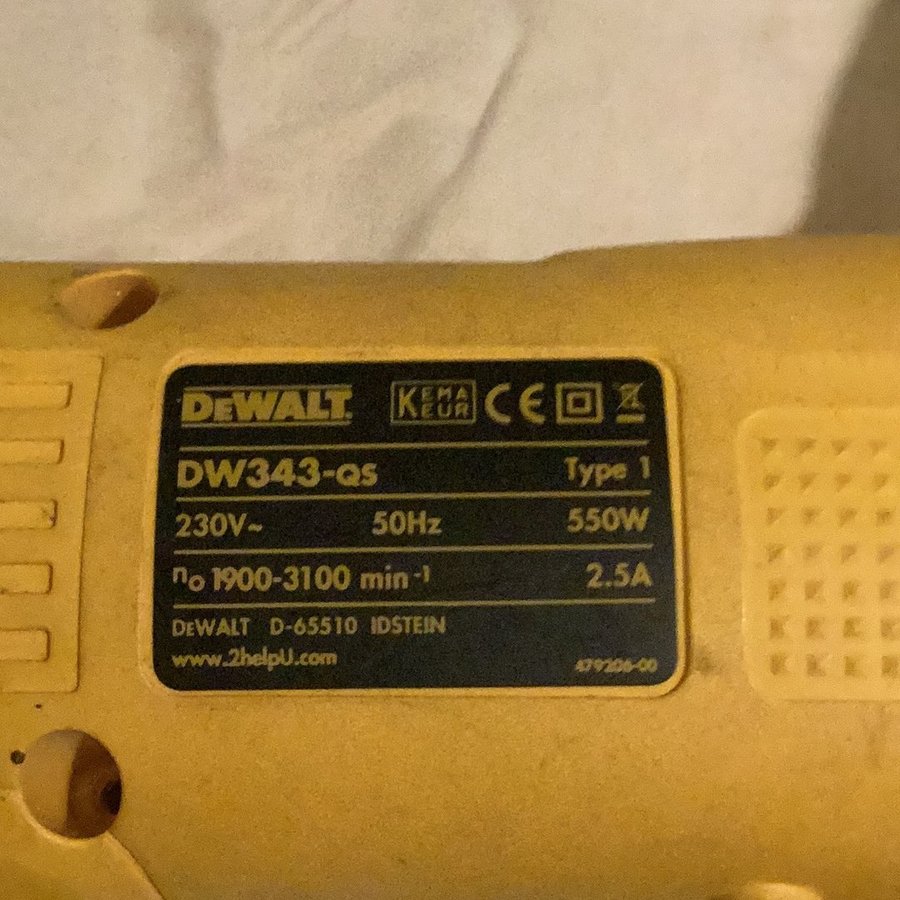 DEWALT. KEMA KEUR CE
DW343-QS Type 1
230V~ 50Hz 550W
no 1900-3100 min-1 2.5A
DEWALT D-65510 IDSTEIN
www.2helpU.com 479206-00